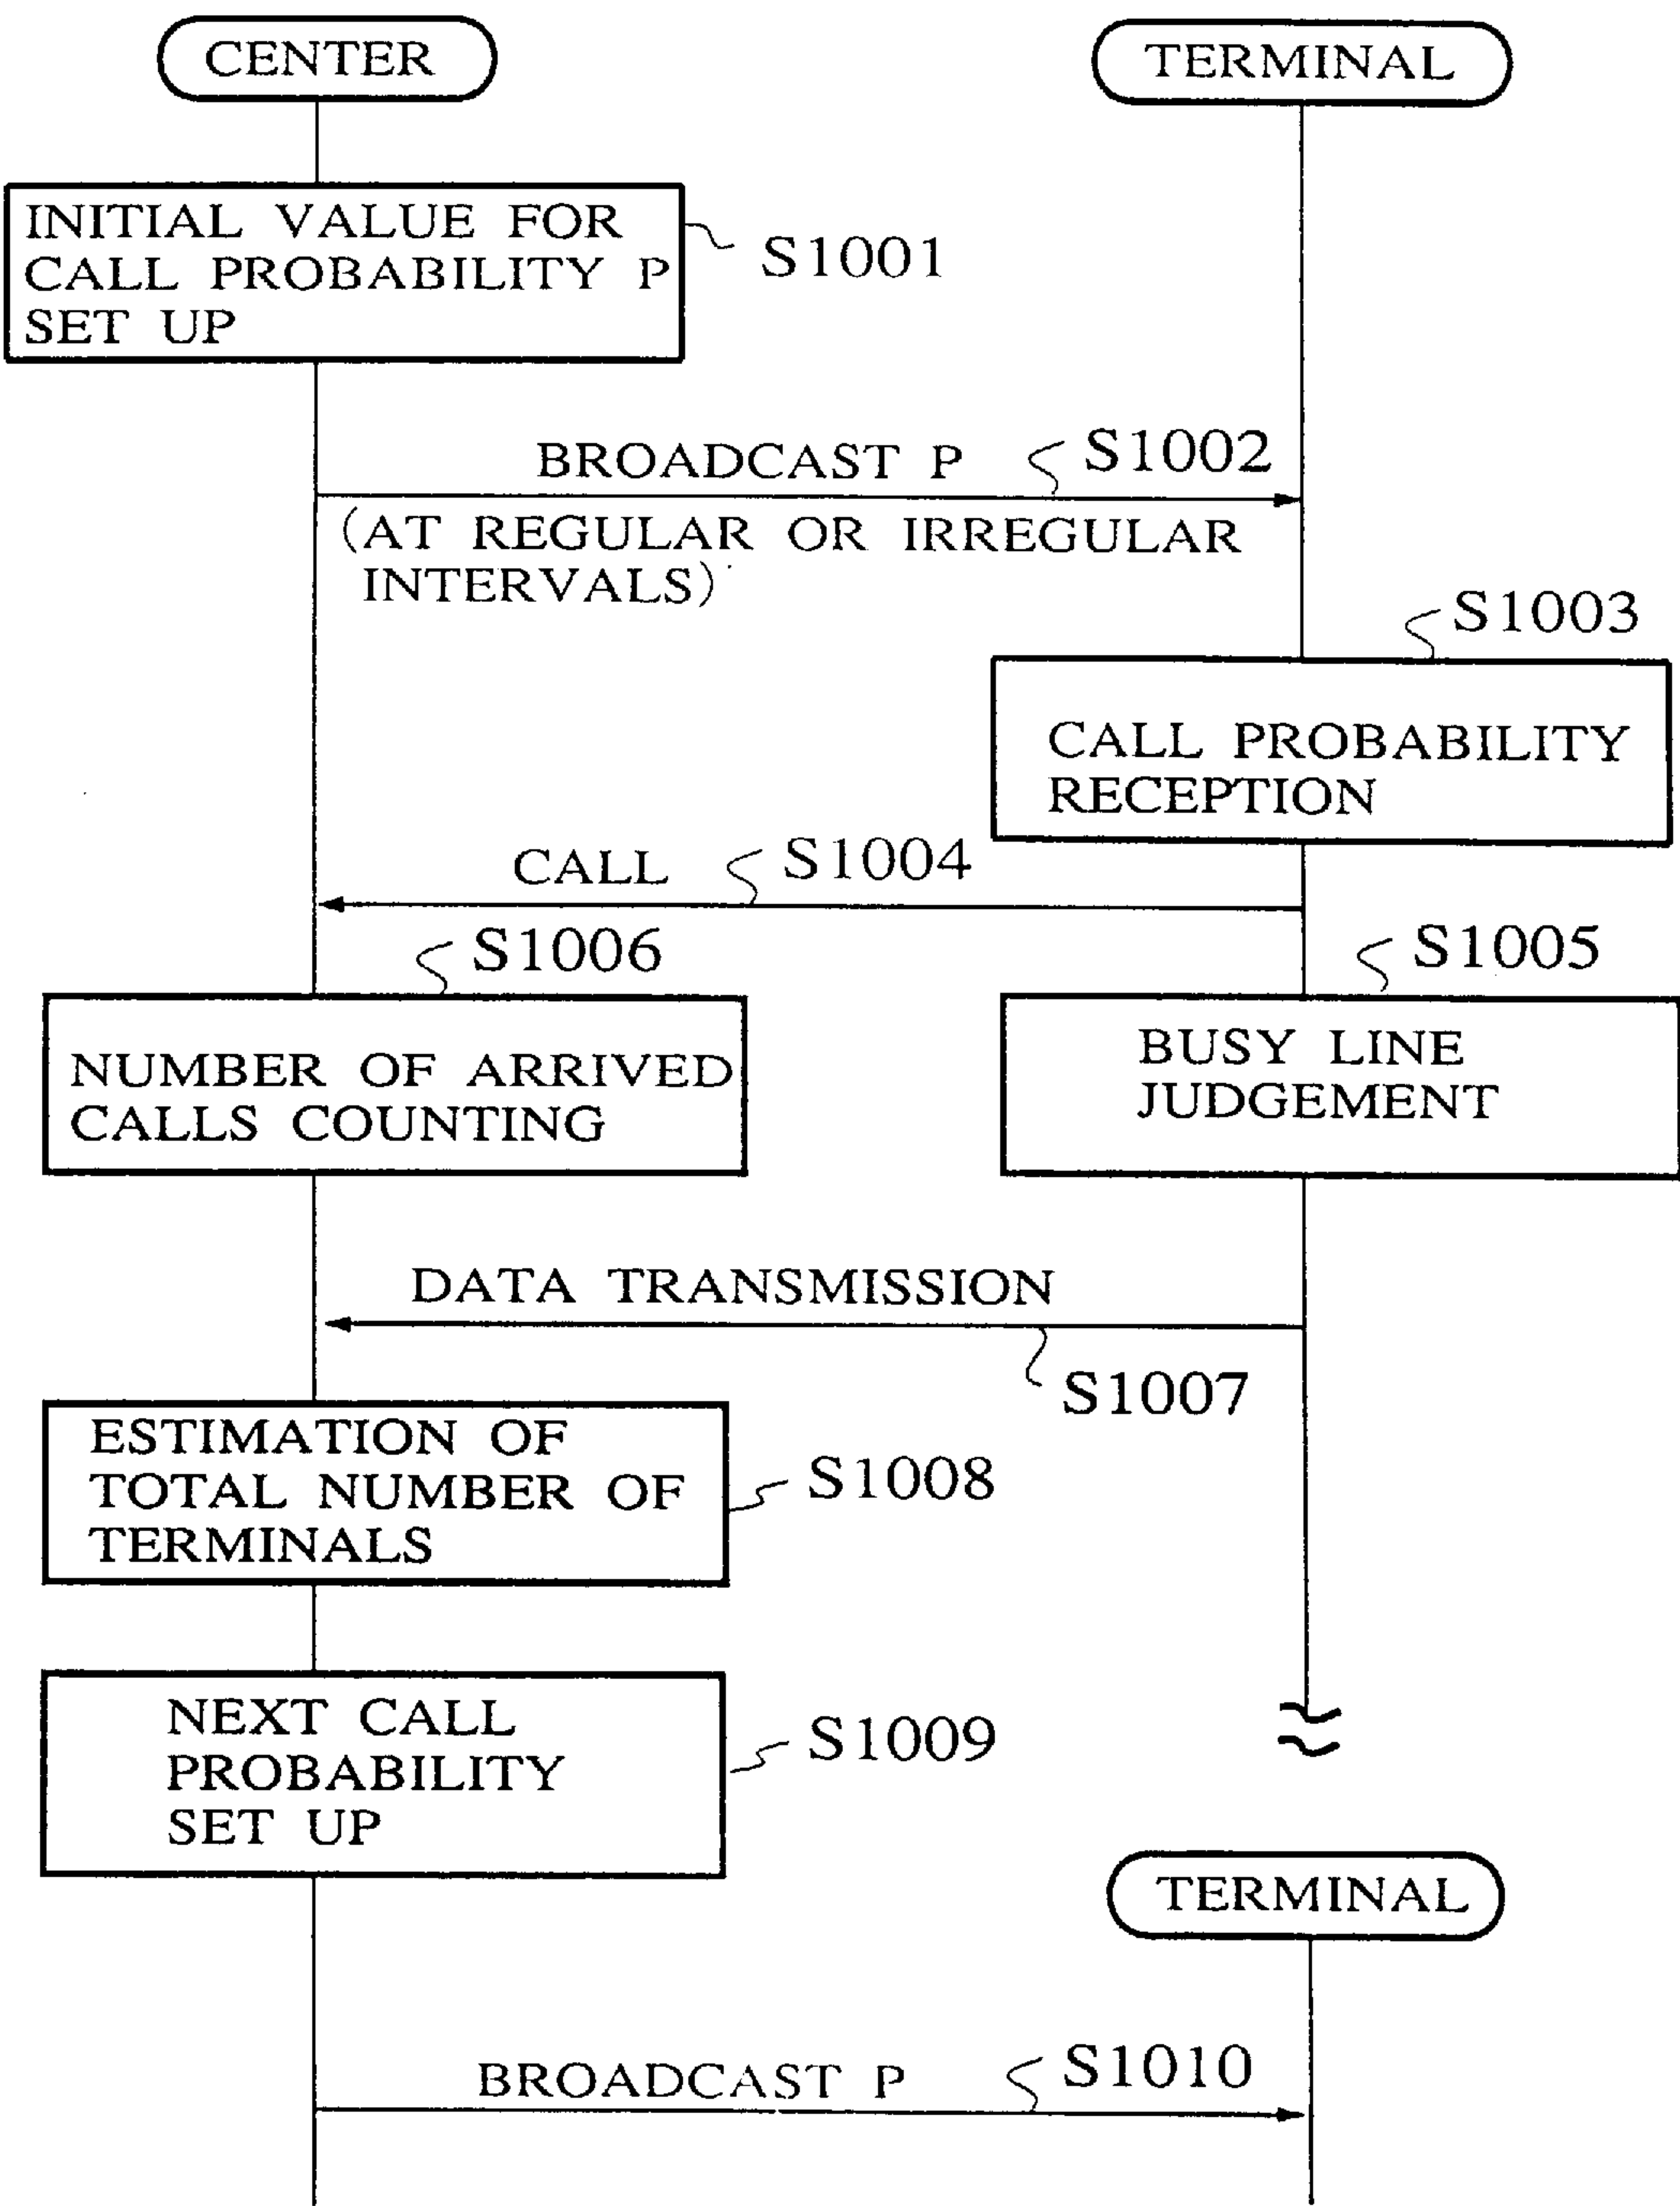 CENTER
TERMINAL
INITIAL VALUE FOR
CALL PROBABILITY P
SET UP
S1001
BROADCAST P
S1002
(AT REGULAR OR IRREGULAR
INTERVALS)
S1003
CALL PROBABILITY
RECEPTION
CALL
S1004
S1006
S1005
NUMBER OF ARRIVED
CALLS COUNTING
BUSY LINE
JUDGEMENT
DATA TRANSMISSION
S1007
ESTIMATION OF
TOTAL NUMBER OF
TERMINALS
S1008
NEXT CALL
PROBABILITY
SET UP
S1009
TERMINAL
BROADCAST P
S1010